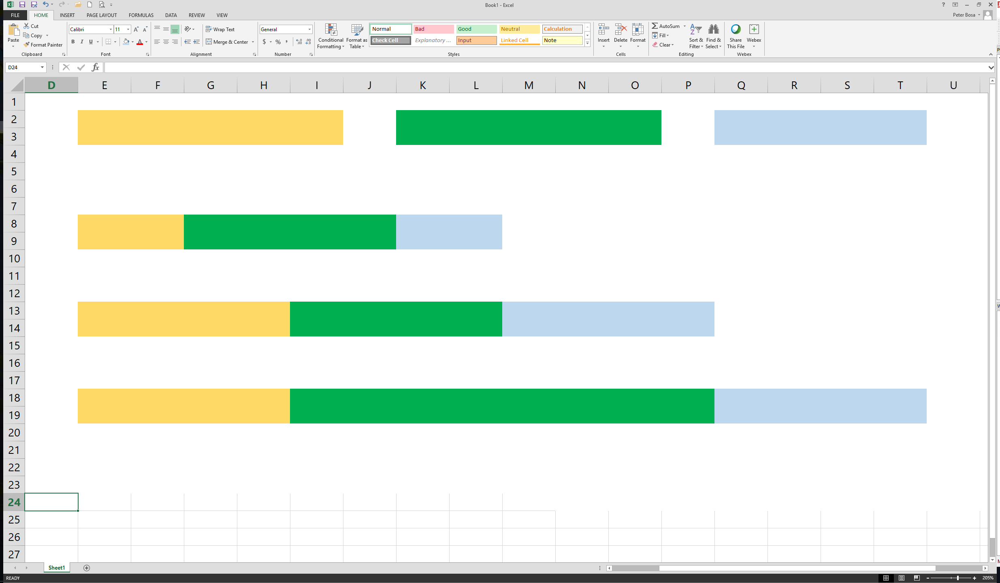 Book1 - Excel
FILE HOME INSERT PAGE LAYOUT FORMULAS DATA REVIEW VIEW Peter Bosa
Paste
Cut
Copy
Format Painter
Clipboard
Calibri 11
B I U
Font
Wrap Text
Merge & Center
Alignment
General
$ % ,
Number
Conditional Formatting
Format as Table
Normal Bad Good Neutral Calculation
Check Cell Explanatory ... Input Linked Cell Note
Styles
Insert Delete Format
Cells
AutoSum
Fill
Clear
Sort & Filter
Find & Select
Editing
Share This File
Webex
Webex
D24
fx
D E F G H I J K L M N O P Q R S T U
1
2
3
4
5
6
7
8
9
10
11
12
13
14
15
16
17
18
19
20
21
22
23
24
25
26
27
Sheet1
READY
205%